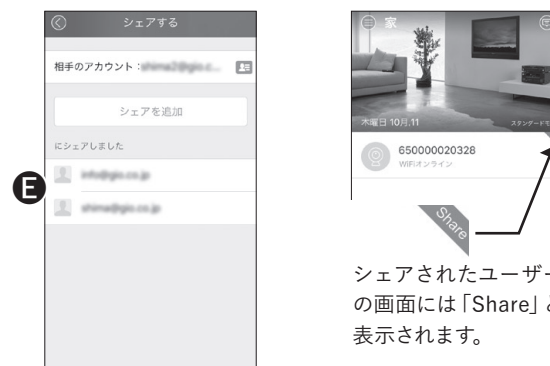 シェアする
相手のアカウント：
シェアを追加
にシェアしました
E
家
木曜日 10月.11
650000020328
WiFiオンライン
Share
シェアされたユーザー
の画面には「Share」と
表示されます。